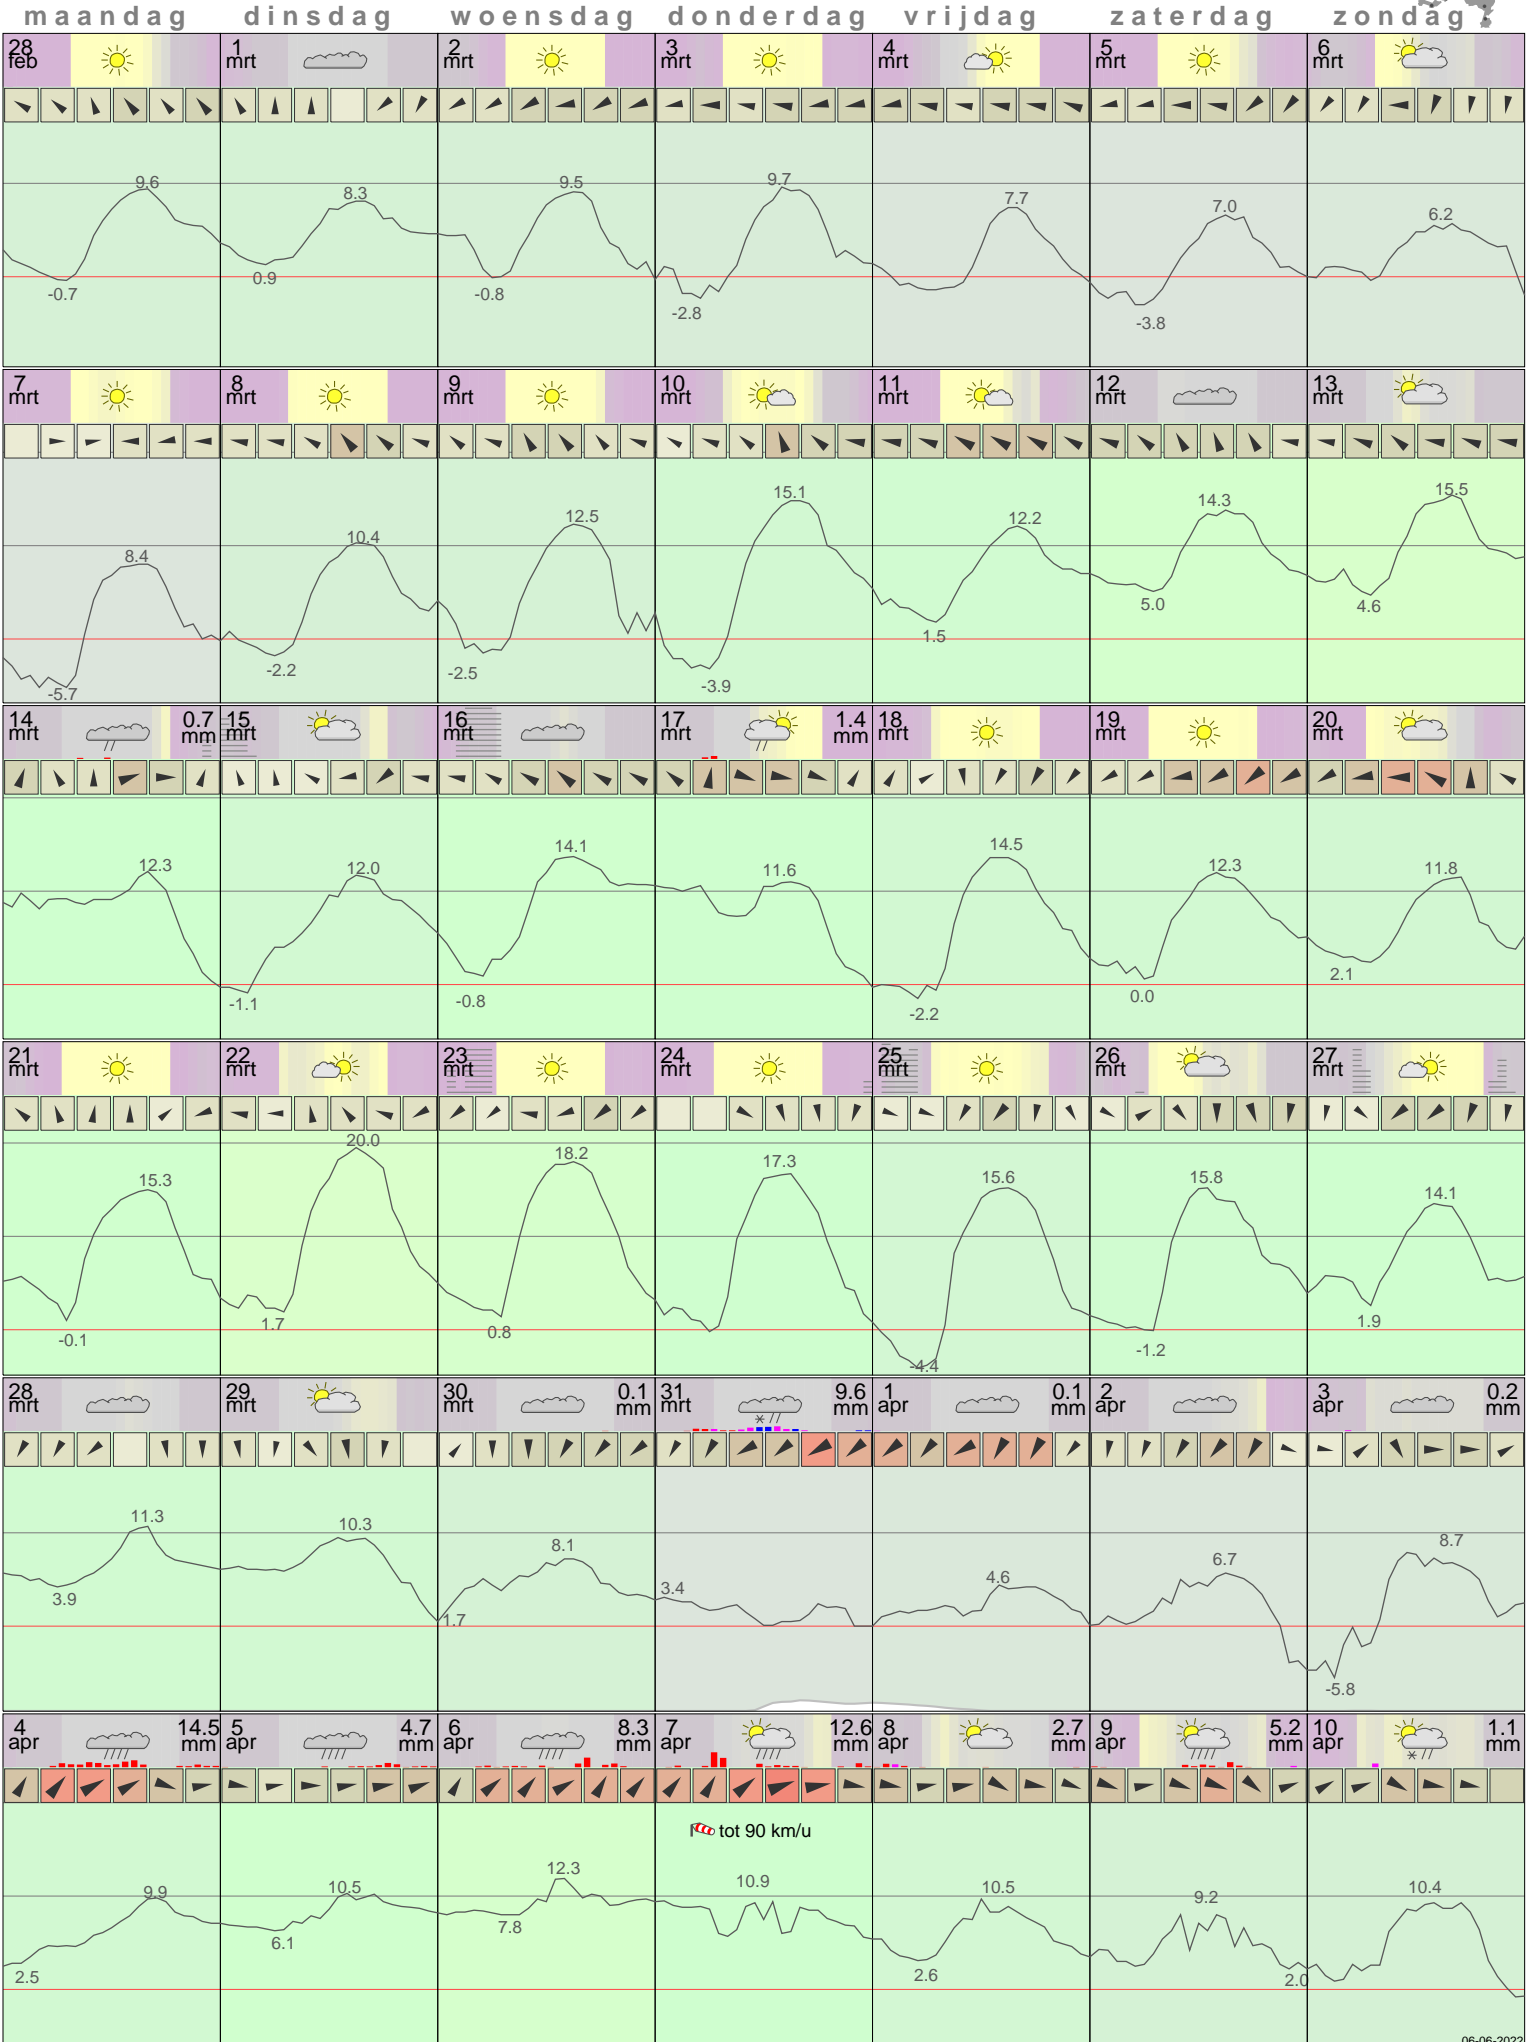 maandag dinsdag woensdag donderdag vrijdag zaterdag zondag
28 1 2 3 4 5 6
feb mrt mrt mrt mrt mrt mrt
9.6 8.3 9.5 9.7 7.7 7.0 6.2
-0.7 0.9 -0.8 -2.8 -3.8
7 8 9 10 11 12 13
mrt mrt mrt mrt mrt mrt mrt
8.4 10.4 12.5 15.1 12.2 14.3 15.5
-5.7 -2.2 -2.5 -3.9 1.5 5.0 4.6
14 0.7 15 16 17 1.4 18 19 20
mrt mm mrt mrt mrt mm mrt mrt mrt
12.3 12.0 14.1 11.6 14.5 12.3 11.8
-1.1 -0.8 -2.2 0.0 2.1
21 22 23 24 25 26 27
mrt mrt mrt mrt mrt mrt mrt
15.3 20.0 18.2 17.3 15.6 15.8 14.1
-0.1 1.7 0.8 -4.4 -1.2 1.9
28 29 30 0.1 31 9.6 1 0.1 2 3 0.2
mrt mrt mrt mm mrt mm apr mm apr apr mm
11.3 10.3 8.1 3.4 4.6 6.7 8.7
3.9 1.7 -5.8
4 14.5 5 4.7 6 8.3 7 12.6 8 2.7 9 5.2 10 1.1
apr mm apr mm apr mm apr mm apr mm apr mm apr mm
tot 90 km/u
9.9 10.5 12.3 10.9 10.5 9.2 10.4
2.5 6.1 7.8 2.6 2.0
06-06-2022